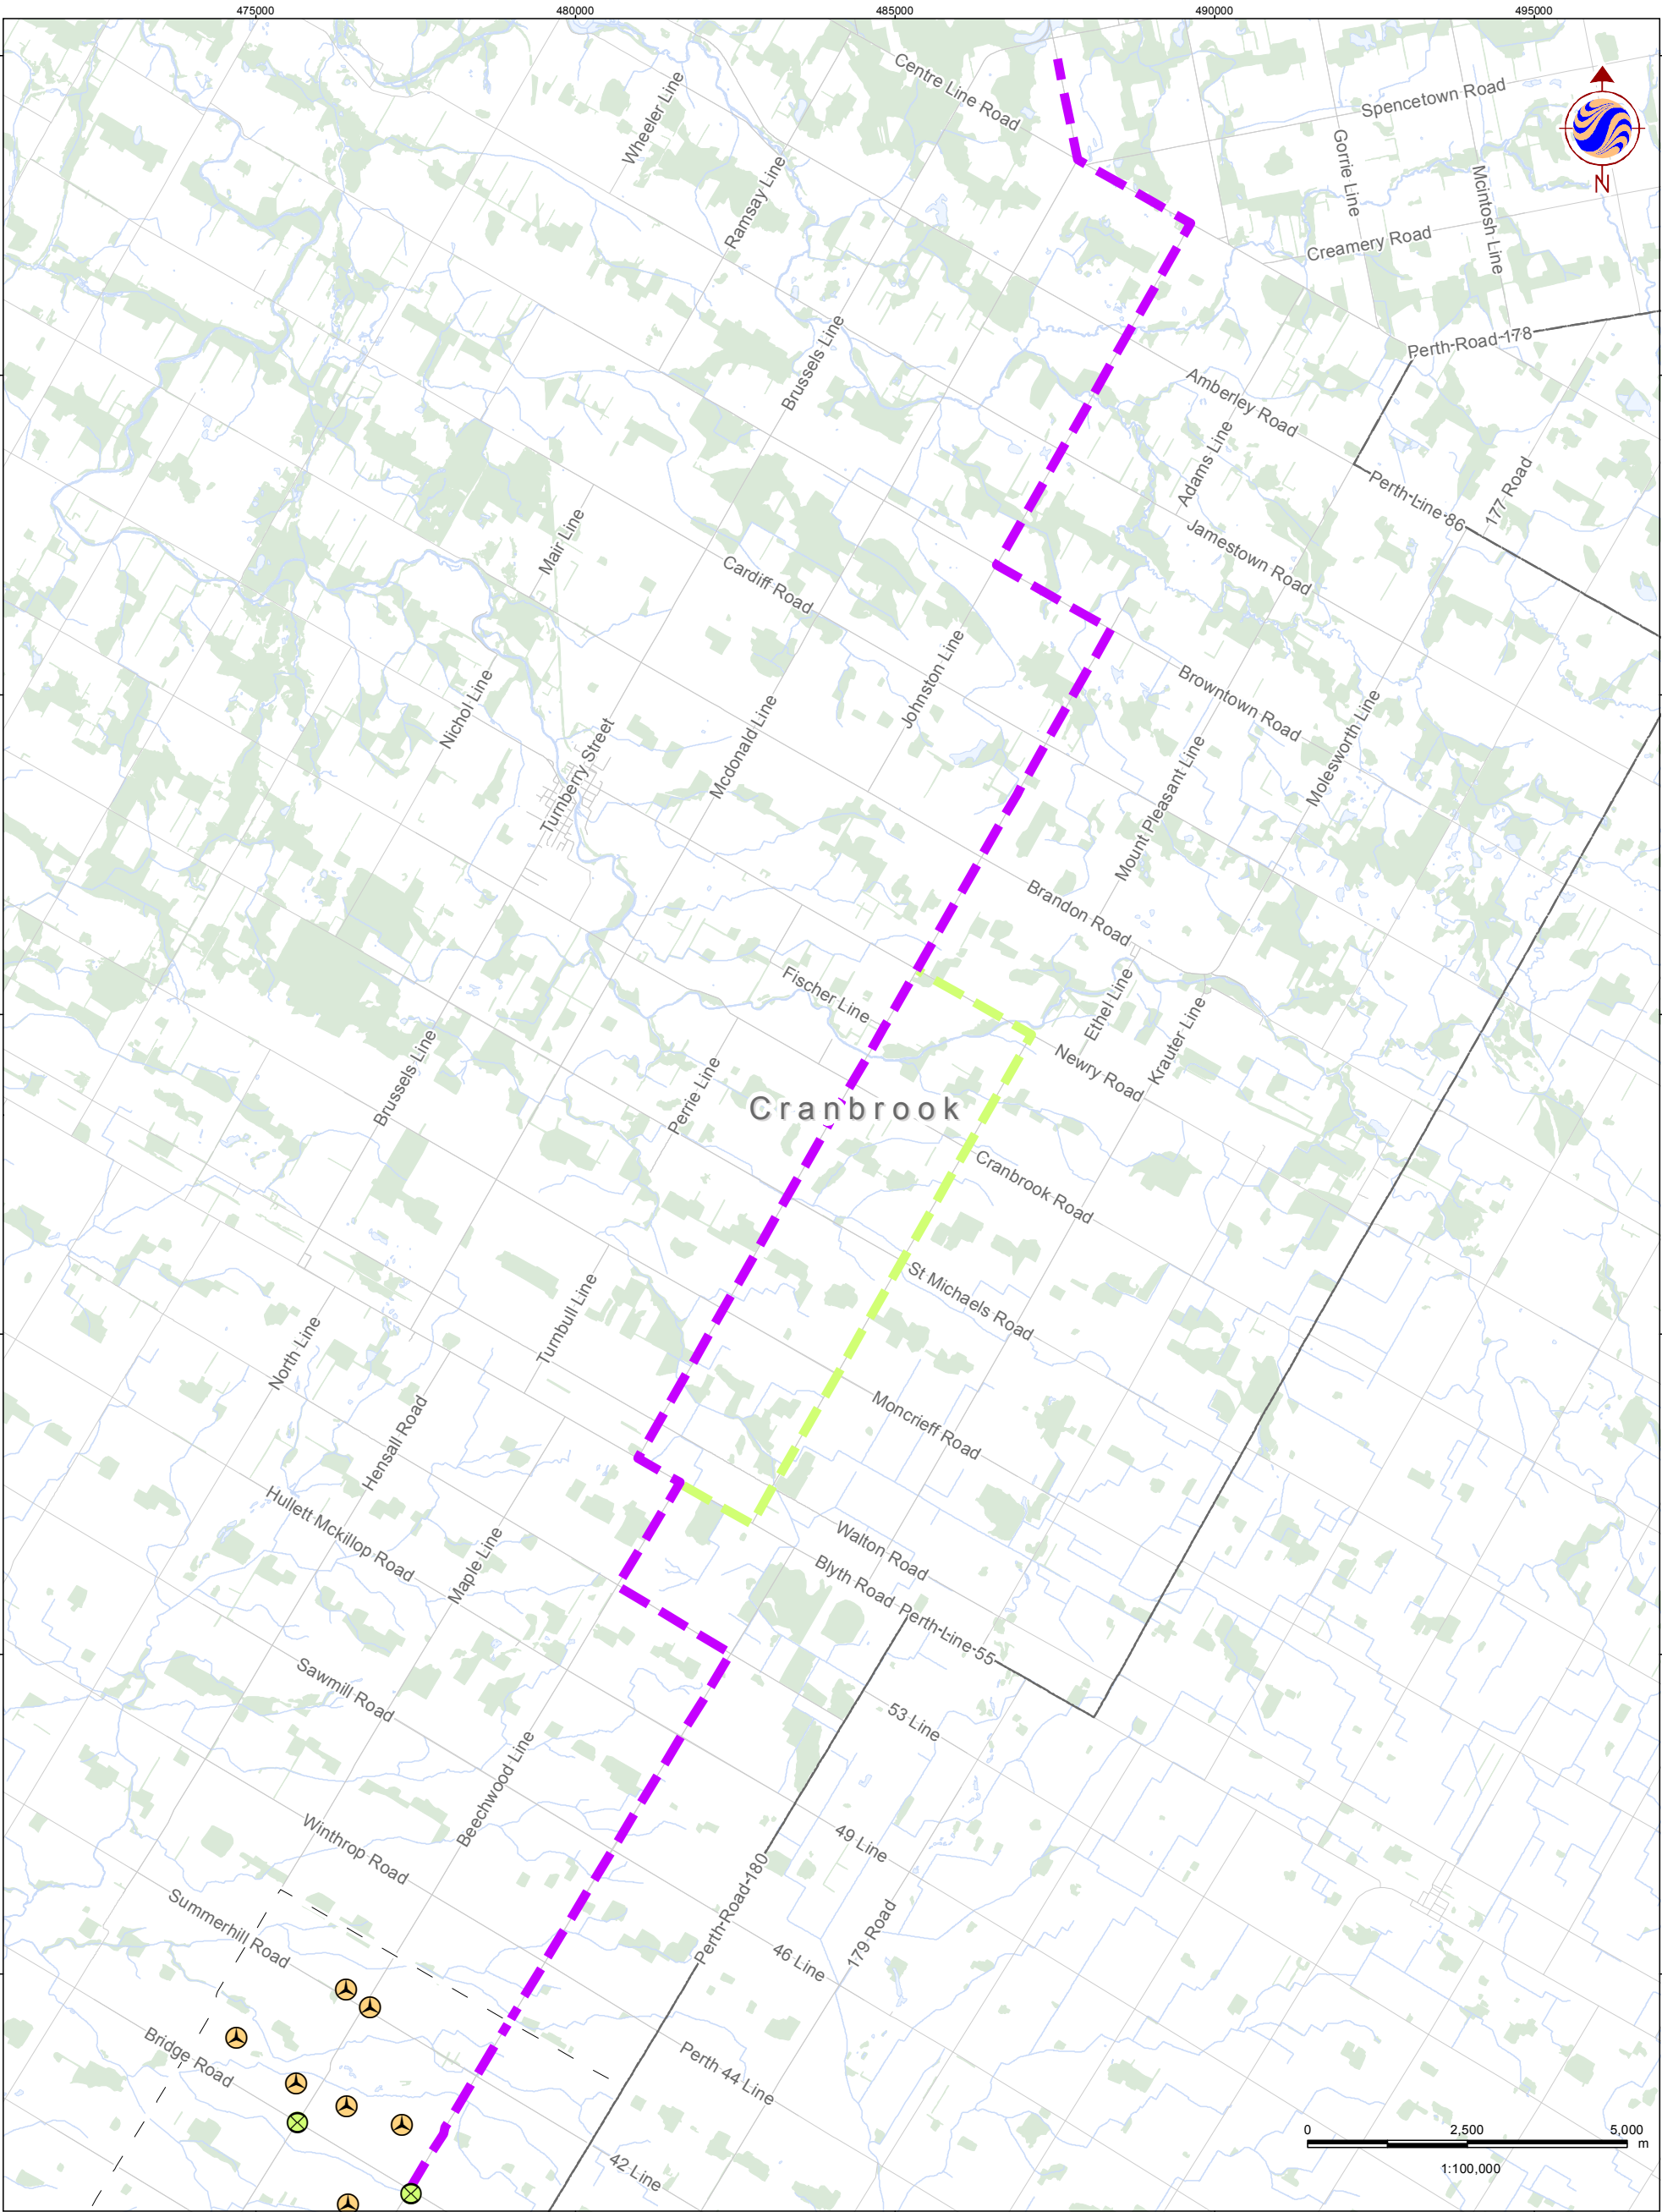 475000 480000 485000 490000 495000
Centre Line Road
Spencetown Road
Wheeler Line
Gorrie Line
Mcintosh Line
Ramsay Line
N
Creamery Road
Brussels Line
Perth Road 178
Amberley Road
Adams Line
Perth Line 86
177 Road
Mair Line
Jamestown Road
Cardiff Road
Johnston Line
Nichol Line
Browntown Road
Mcdonald Line
Turnberry Street
Molesworth Line
Mount Pleasant Line
Brandon Road
Fischer Line
Ethel Line
Krauter Line
Newry Road
Brussels Line
Perrie Line
Cranbrook
Cranbrook Road
St Michaels Road
Turnbull Line
North Line
Hensall Road
Moncrieff Road
Hullett Mckillop Road
Maple Line
Walton Road
Blyth Road
Perth Line 55
Sawmill Road
53 Line
Beechwood Line
Winthrop Road
49 Line
Perth Road 180
Summerhill Road
179 Road
46 Line
Bridge Road
Perth 44 Line
42 Line
0 2,500 5,000
m
1:100,000